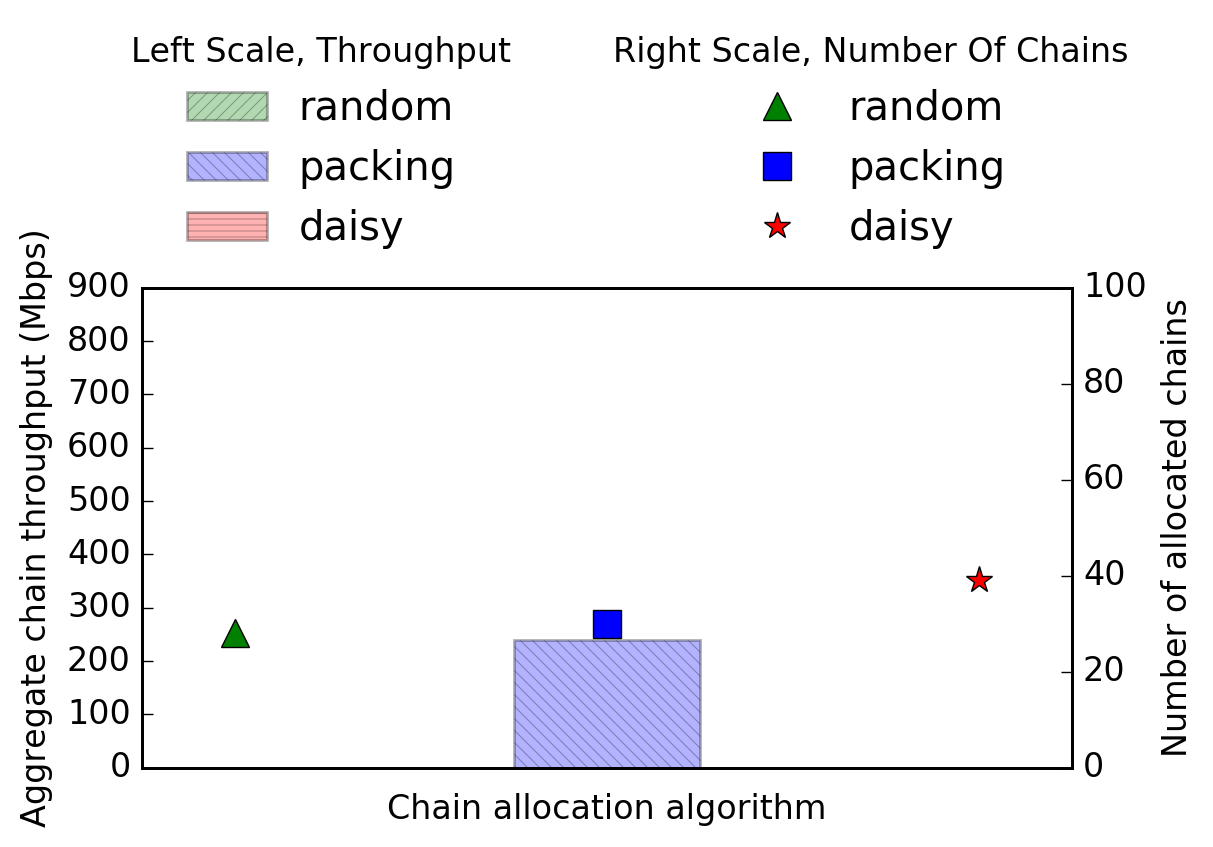 Left Scale, Throughput
random
packing
daisy
Right Scale, Number Of Chains
random
packing
daisy
Aggregate chain throughput (Mbps)
900
800
700
600
500
400
300
200
100
0
100
80
60
40
20
0
Number of allocated chains
Chain allocation algorithm